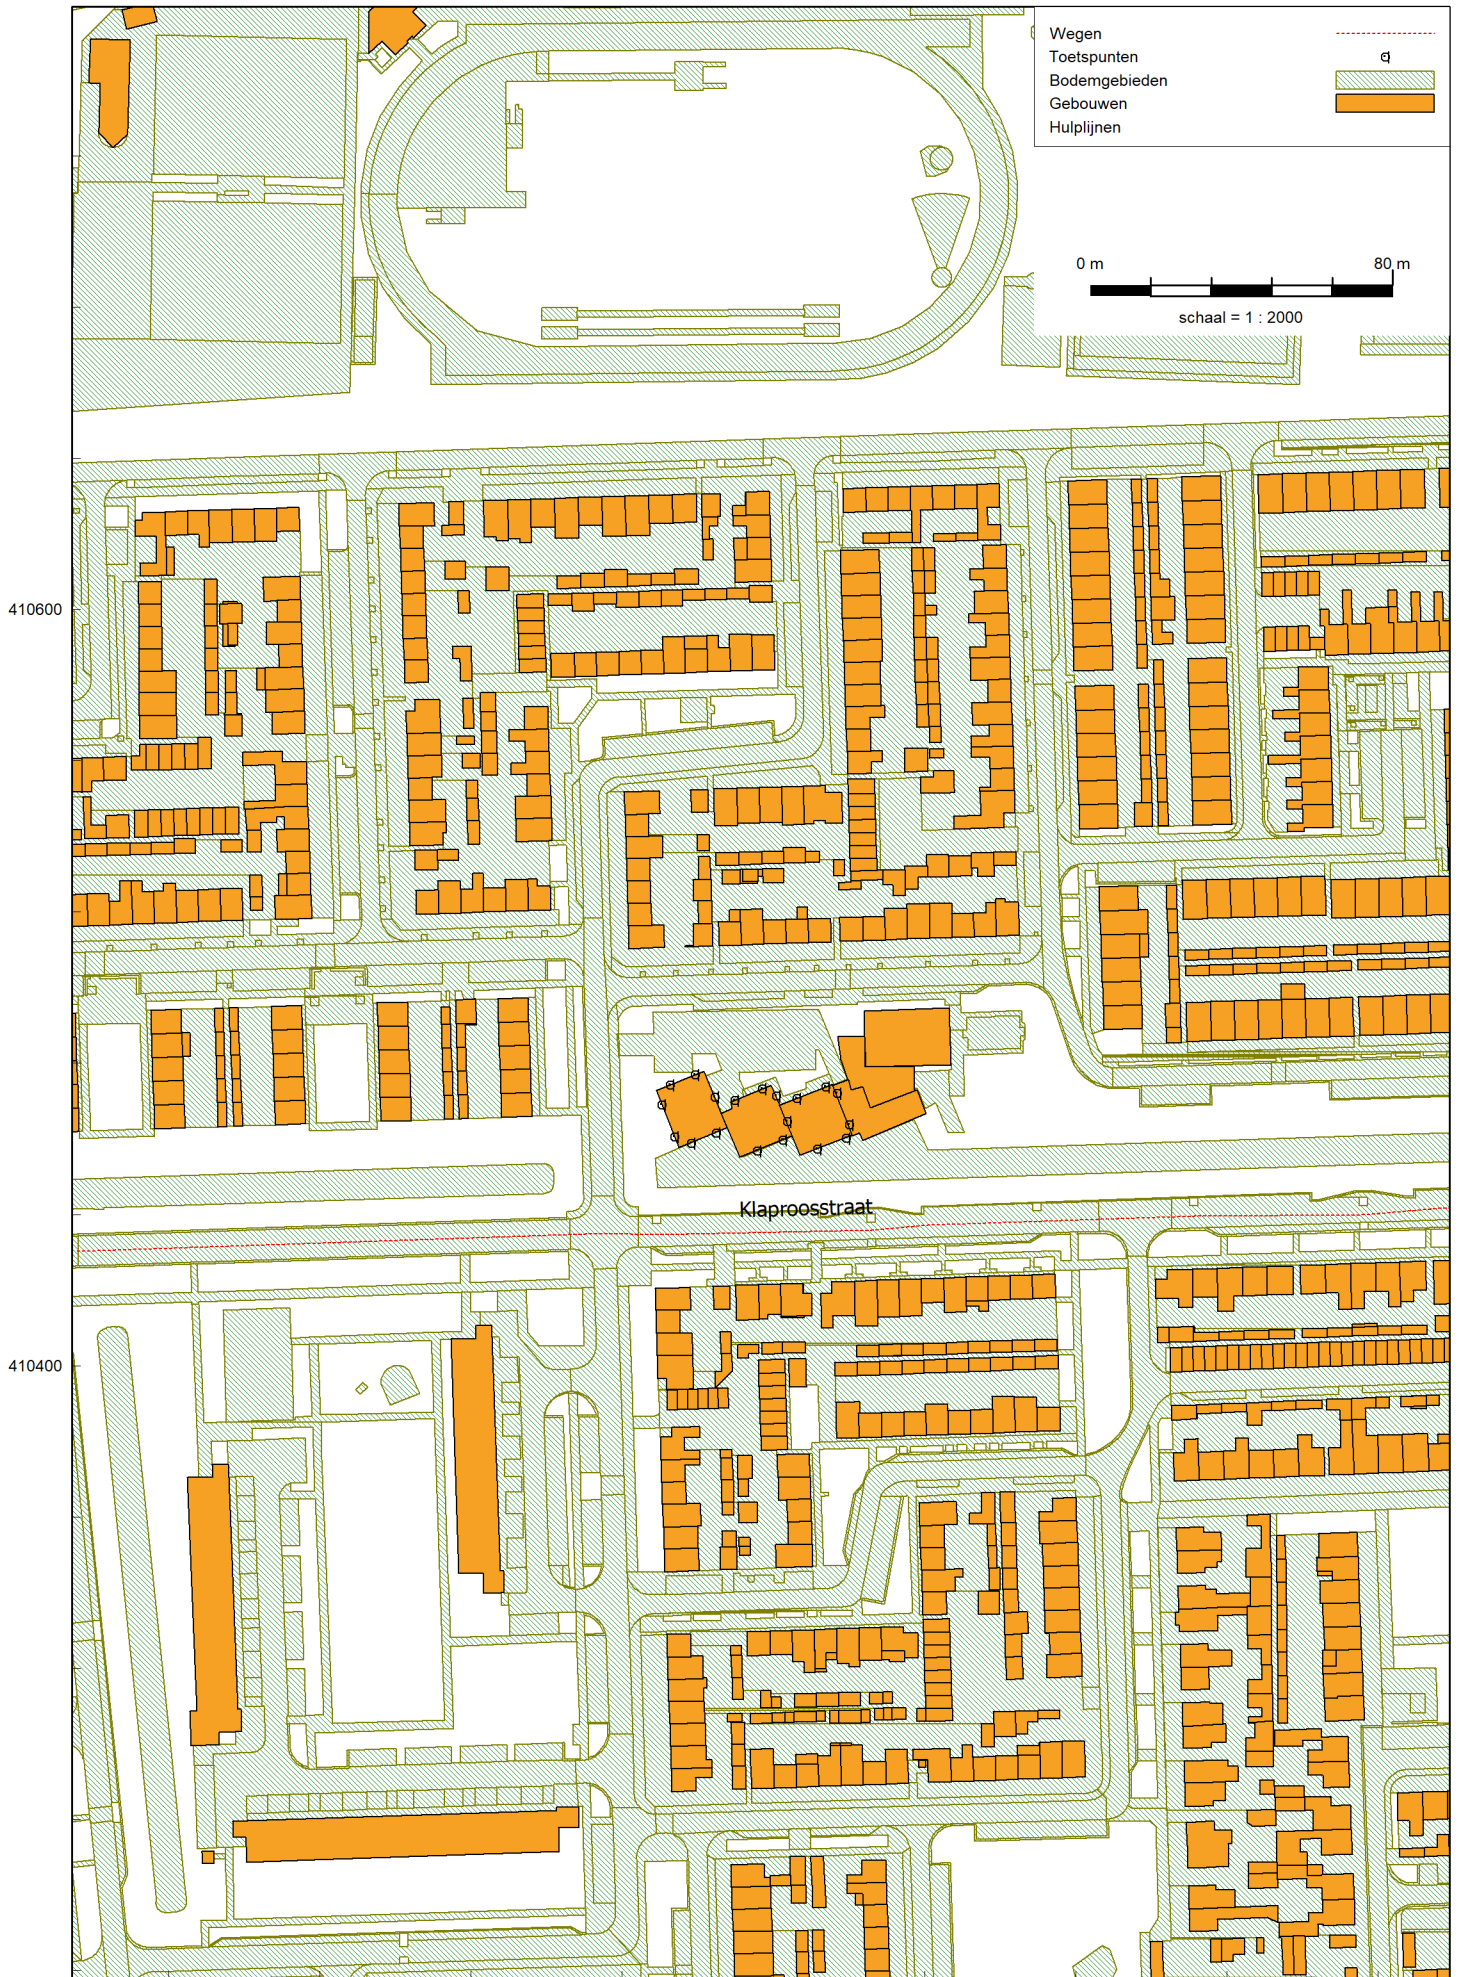 Wegen
Toetspunten
Bodemgebieden
Gebouwen
Hulplijnen
0 m 80 m
schaal = 1 : 2000
410600
Klaproosstraat
410400